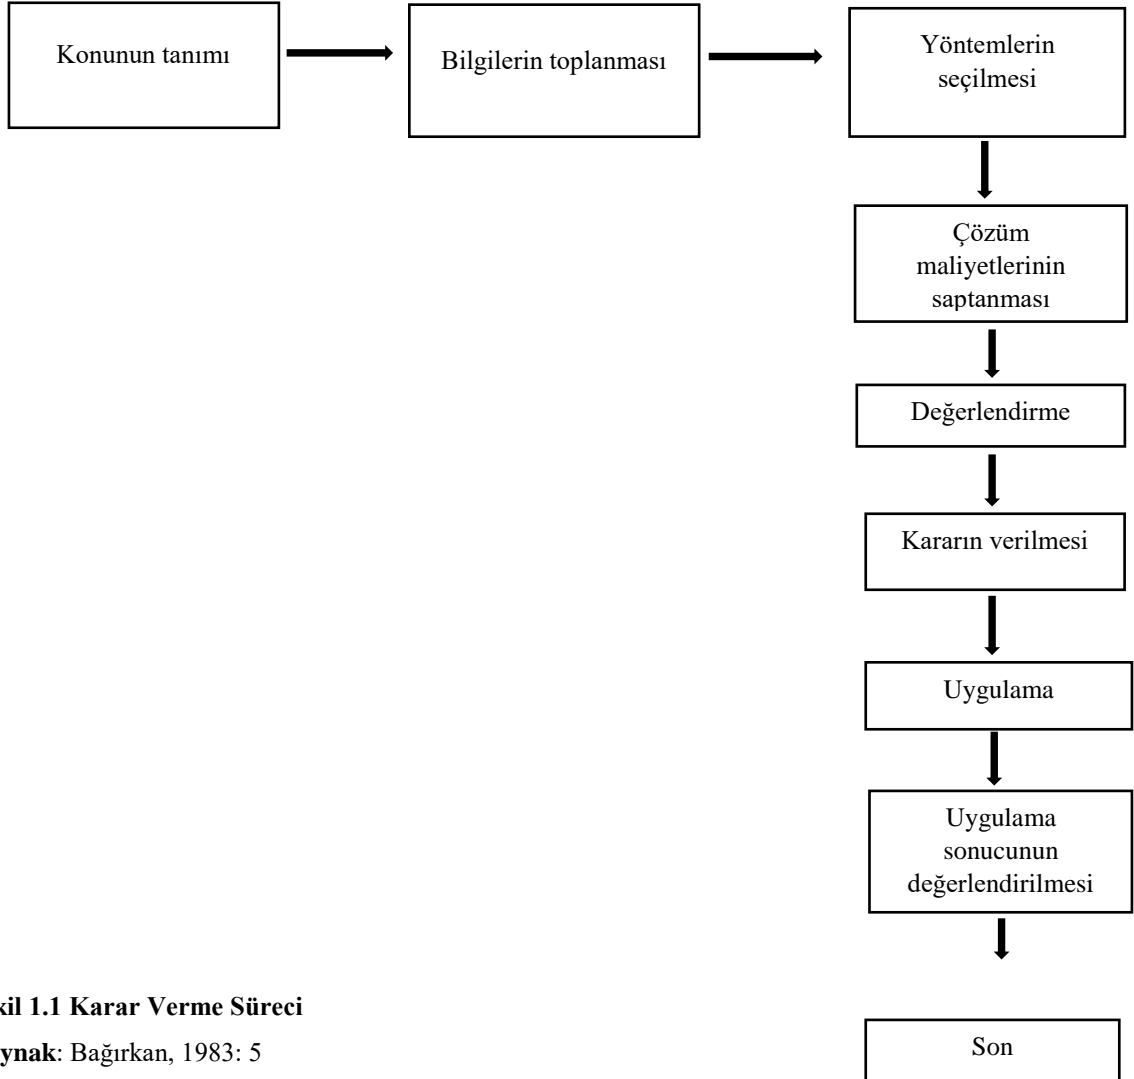 Konunun tanımı
Bilgilerin toplanması
Yöntemlerin
seçilmesi
Çözüm
maliyetlerinin
saptanması
Değerlendirme
Kararın verilmesi
Uygulama
Uygulama
sonucunun
değerlendirilmesi
Son
kil 1.1 Karar Verme Süreci
ynak: Bağırkan, 1983: 5